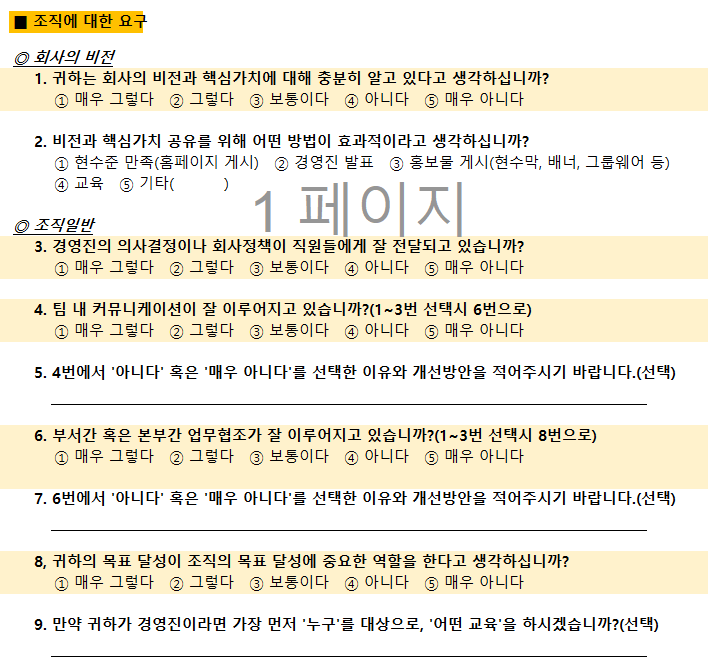 ■ 조직에 대한 요구
◎ 회사의 비전
1. 귀하는 회사의 비전과 핵심가치에 대해 충분히 알고 있다고 생각하십니까?
① 매우 그렇다 ② 그렇다 ③ 보통이다 ④ 아니다 ⑤ 매우 아니다
2. 비전과 핵심가치 공유를 위해 어떤 방법이 효과적이라고 생각하십니까?
① 현수준 만족(홈페이지 게시) ② 경영진 발표 ③ 홍보물 게시(현수막, 배너, 그룹웨어 등)
④ 교육 ⑤ 기타( )
1 페이지
◎ 조직일반
3. 경영진의 의사결정이나 회사정책이 직원들에게 잘 전달되고 있습니까?
① 매우 그렇다 ② 그렇다 ③ 보통이다 ④ 아니다 ⑤ 매우 아니다
4. 팀 내 커뮤니케이션이 잘 이루어지고 있습니까?(1~3번 선택시 6번으로)
① 매우 그렇다 ② 그렇다 ③ 보통이다 ④ 아니다 ⑤ 매우 아니다
5. 4번에서 '아니다' 혹은 '매우 아니다'를 선택한 이유와 개선방안을 적어주시기 바랍니다.(선택)
6. 부서간 혹은 본부간 업무협조가 잘 이루어지고 있습니까?(1~3번 선택시 8번으로)
① 매우 그렇다 ② 그렇다 ③ 보통이다 ④ 아니다 ⑤ 매우 아니다
7. 6번에서 '아니다' 혹은 '매우 아니다'를 선택한 이유와 개선방안을 적어주시기 바랍니다.(선택)
8, 귀하의 목표 달성이 조직의 목표 달성에 중요한 역할을 한다고 생각하십니까?
① 매우 그렇다 ② 그렇다 ③ 보통이다 ④ 아니다 ⑤ 매우 아니다
9. 만약 귀하가 경영진이라면 가장 먼저 '누구'를 대상으로, '어떤 교육'을 하시겠습니까?(선택)